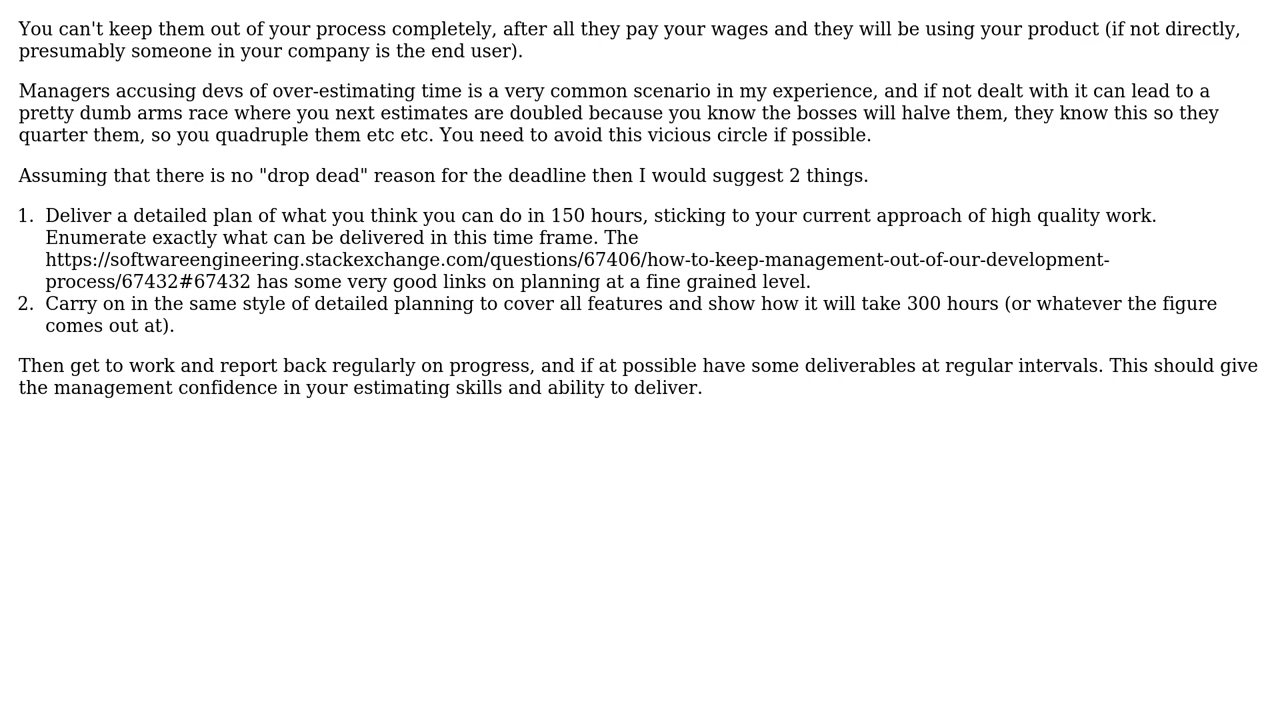 You can't keep them out of your process completely, after all they pay your wages and they will be using your product (if not directly,
presumably someone in your company is the end user).
Managers accusing devs of over-estimating time is a very common scenario in my experience, and if not dealt with it can lead to a
pretty dumb arms race where you next estimates are doubled because you know the bosses will halve them, they know this so they
quarter them, so you quadruple them etc etc. You need to avoid this vicious circle if possible.
Assuming that there is no "drop dead" reason for the deadline then I would suggest 2 things.
1. Deliver a detailed plan of what you think you can do in 150 hours, sticking to your current approach of high quality work.
Enumerate exactly what can be delivered in this time frame. The
https://softwareengineering.stackexchange.com/questions/67406/how-to-keep-management-out-of-our-development-
process/67432#67432 has some very good links on planning at a fine grained level.
2. Carry on in the same style of detailed planning to cover all features and show how it will take 300 hours (or whatever the figure
comes out at).
Then get to work and report back regularly on progress, and if at possible have some deliverables at regular intervals. This should give
the management confidence in your estimating skills and ability to deliver.